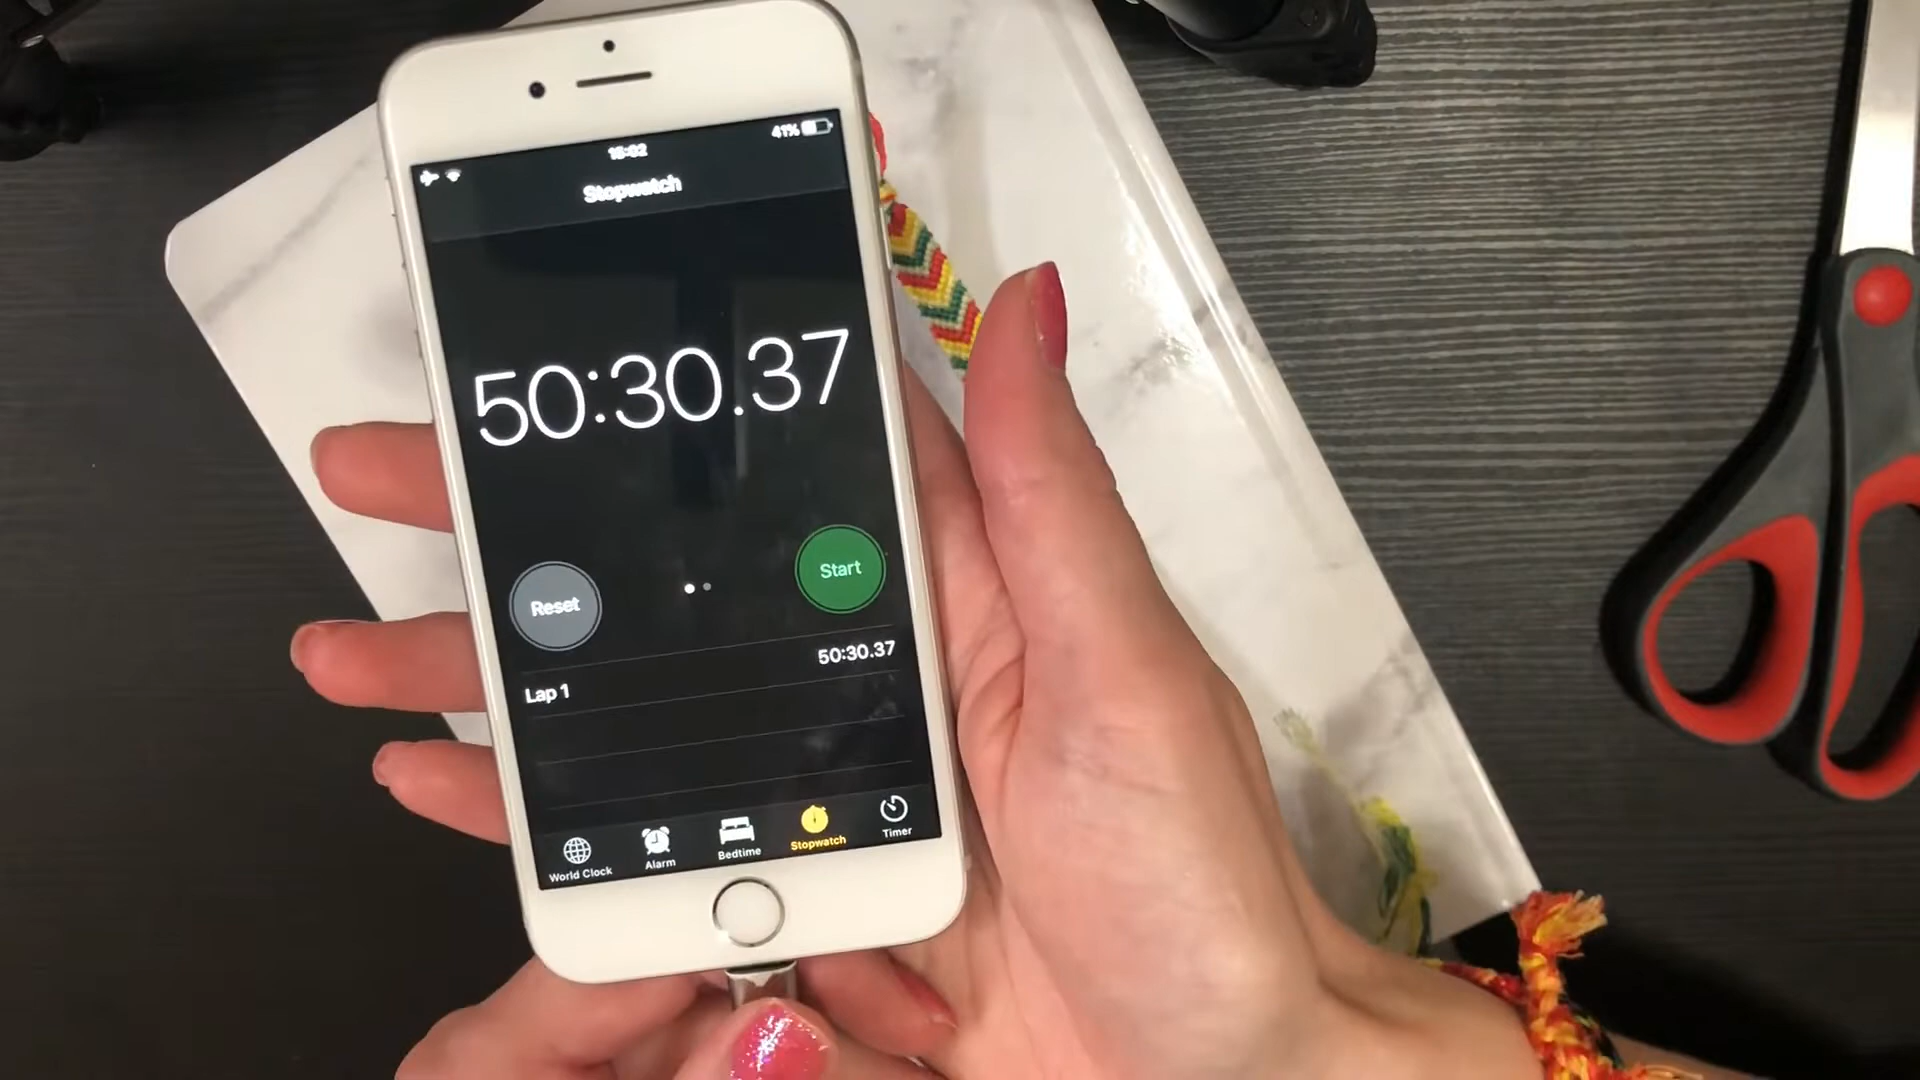 41%
15:02
Stopwatch
50:30.37
Reset
Start
50:30.37
Lap 1
World Clock
Alarm
Bedtime
Stopwatch
Timer